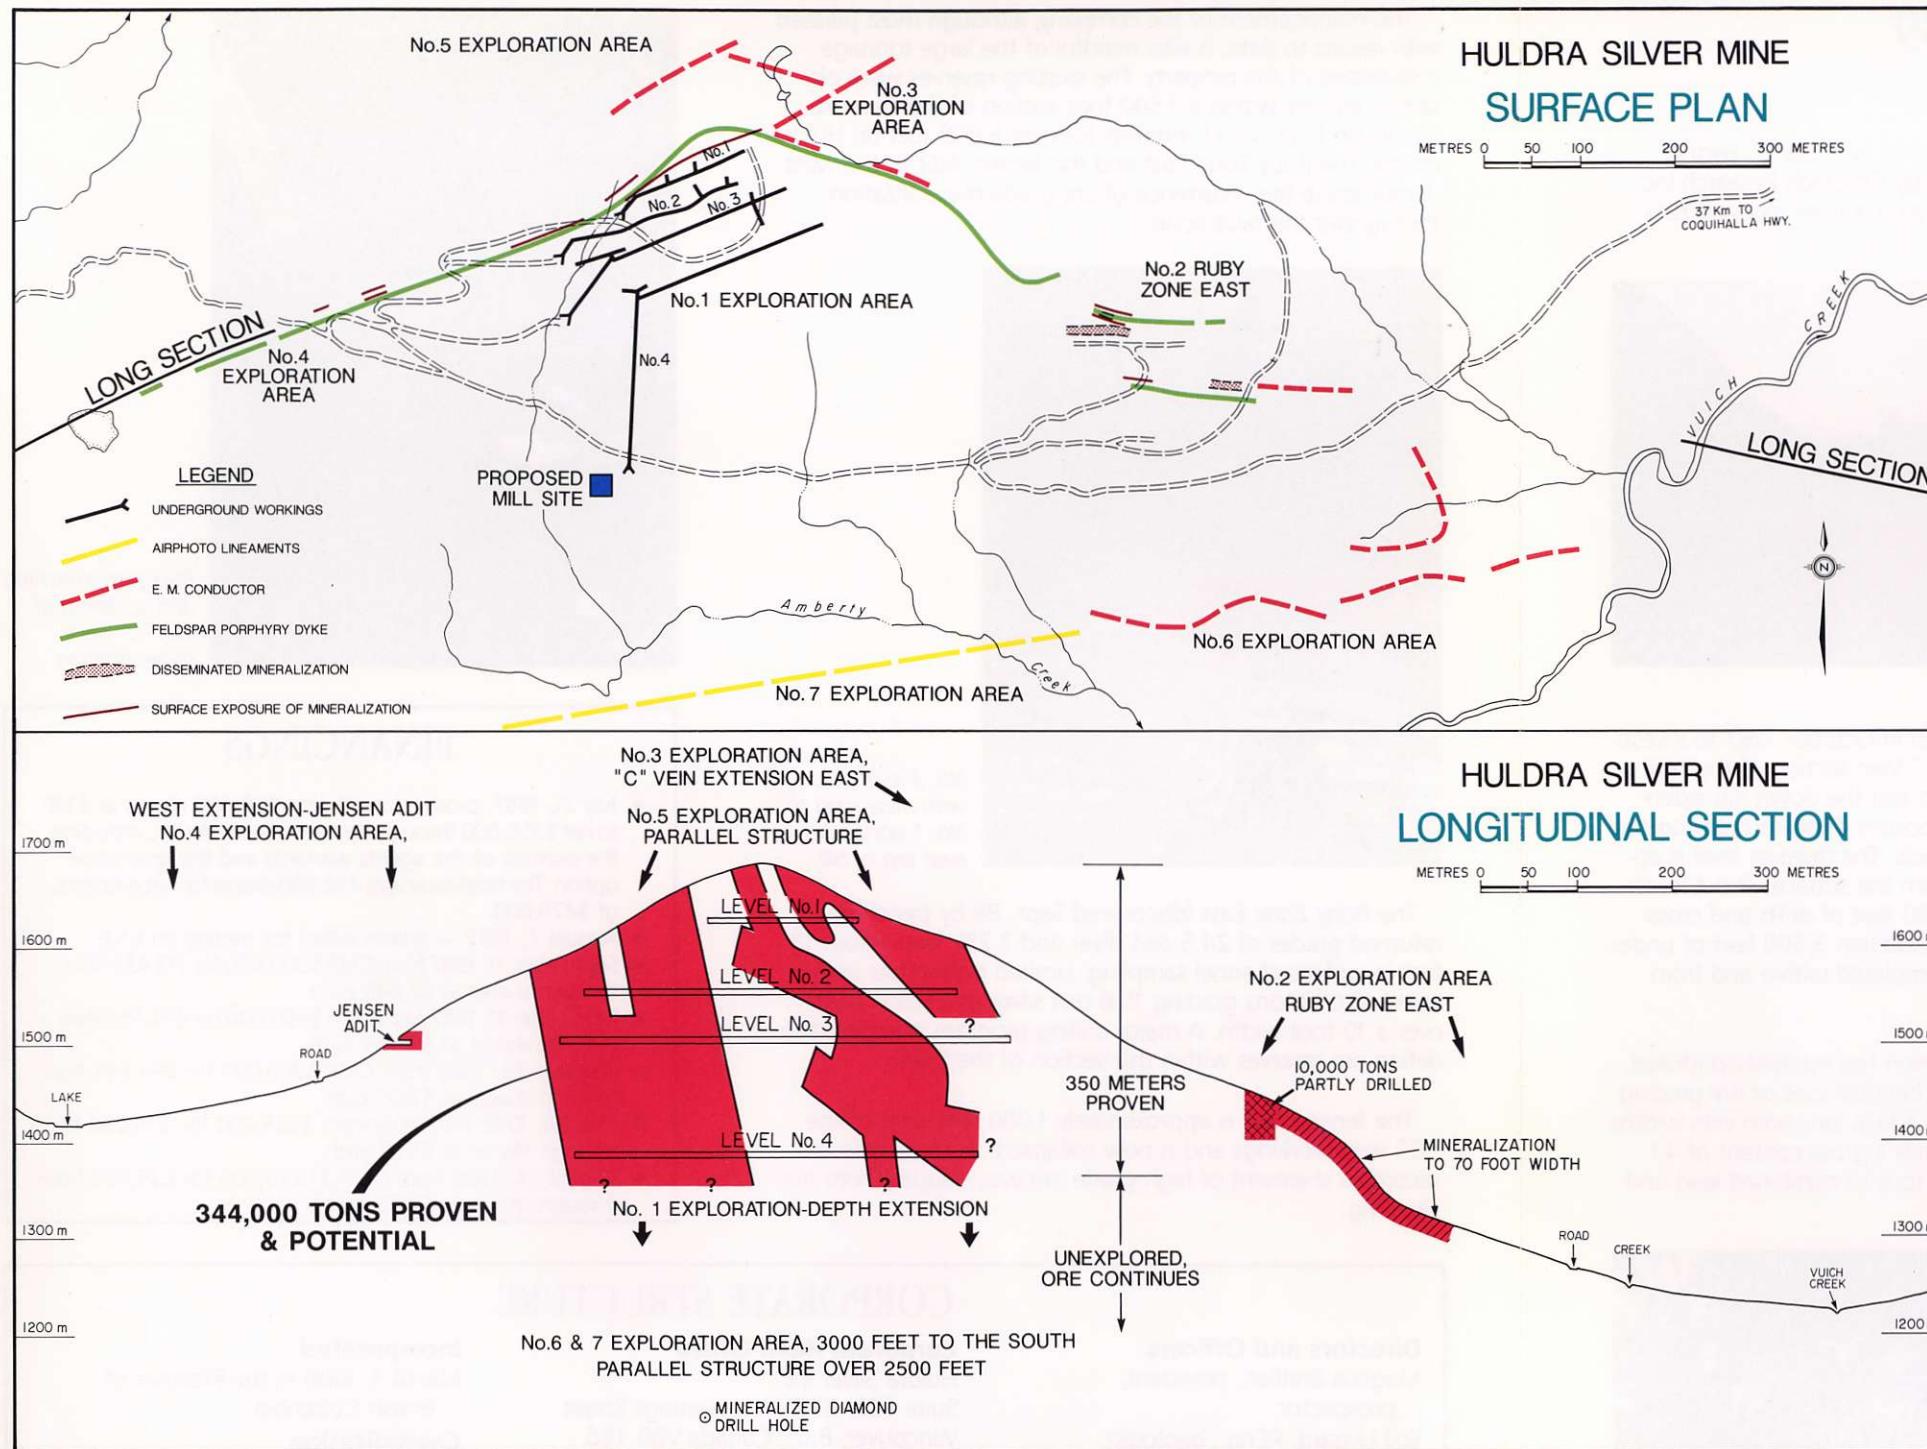 HULDRA SILVER MINE
SURFACE PLAN
METRES 0 50 100 200 300 METRES
No.5 EXPLORATION AREA
No.3
EXPLORATION
AREA
No.1
No.2
No.3
37 Km TO
COQUIHALLA HWY.
No.2 RUBY
ZONE EAST
No.1 EXPLORATION AREA
No.4
LONG SECTION
No.4
EXPLORATION
AREA
VUICH CREEK
LONG SECTION
PROPOSED
MILL SITE
N
LEGEND
UNDERGROUND WORKINGS
AIRPHOTO LINEAMENTS
E. M. CONDUCTOR
FELDSPAR PORPHYRY DYKE
DISSEMINATED MINERALIZATION
SURFACE EXPOSURE OF MINERALIZATION
Amberty
Creek
No.6 EXPLORATION AREA
No. 7 EXPLORATION AREA
HULDRA SILVER MINE
LONGITUDINAL SECTION
METRES 0 50 100 200 300 METRES
No.3 EXPLORATION AREA,
"C" VEIN EXTENSION EAST
WEST EXTENSION-JENSEN ADIT
No.4 EXPLORATION AREA,
No.5 EXPLORATION AREA,
PARALLEL STRUCTURE
1700 m
1600 m
1500 m
1400 m
1300 m
1200 m
LEVEL No.1
LEVEL No. 2
LEVEL No. 3
LEVEL No. 4
JENSEN
ADIT
ROAD
LAKE
?
?
? ? ?
350 METERS
PROVEN
No.2 EXPLORATION AREA
RUBY ZONE EAST
10,000 TONS
PARTLY DRILLED
MINERALIZATION
TO 70 FOOT WIDTH
344,000 TONS PROVEN
& POTENTIAL
No. 1 EXPLORATION-DEPTH EXTENSION
UNEXPLORED,
ORE CONTINUES
ROAD
CREEK
VUICH
CREEK
1600 m
1500 m
1400 m
1300 m
1200 m
No.6 & 7 EXPLORATION AREA, 3000 FEET TO THE SOUTH
PARALLEL STRUCTURE OVER 2500 FEET
MINERALIZED DIAMOND
DRILL HOLE